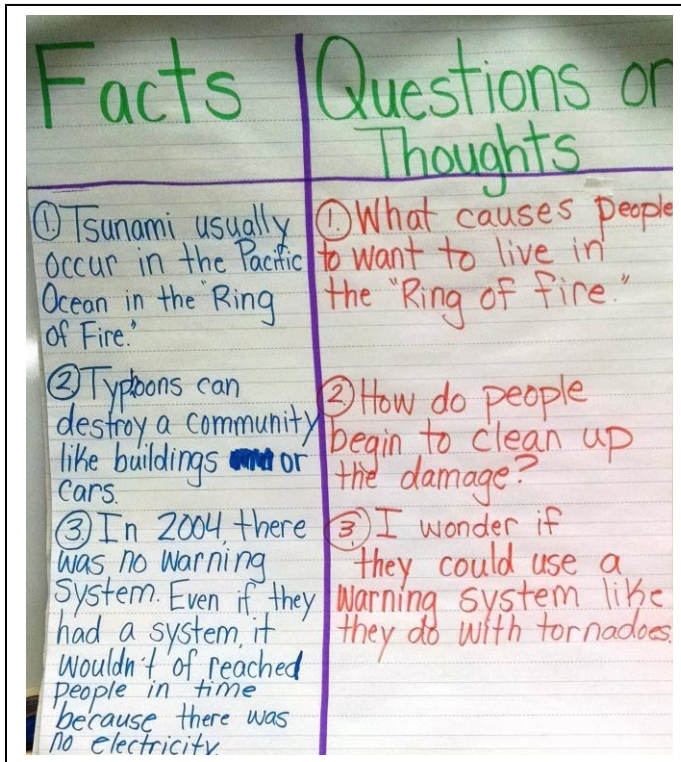 Facts
Questions or
Thoughts
① Tsunami usually
occur in the Pacific
Ocean in the "Ring
of Fire."
② Typhoons can
destroy a community
like buildings or
cars.
③ In 2004, there
was no warning
system. Even if they
had a system, it
wouldn't of reached
people in time
because there was
no electricity.
① What causes people
to want to live in
the "Ring of fire."
② How do people
begin to clean up
the damage?
③ I wonder if
they could use a
warning system like
they do with tornadoes.